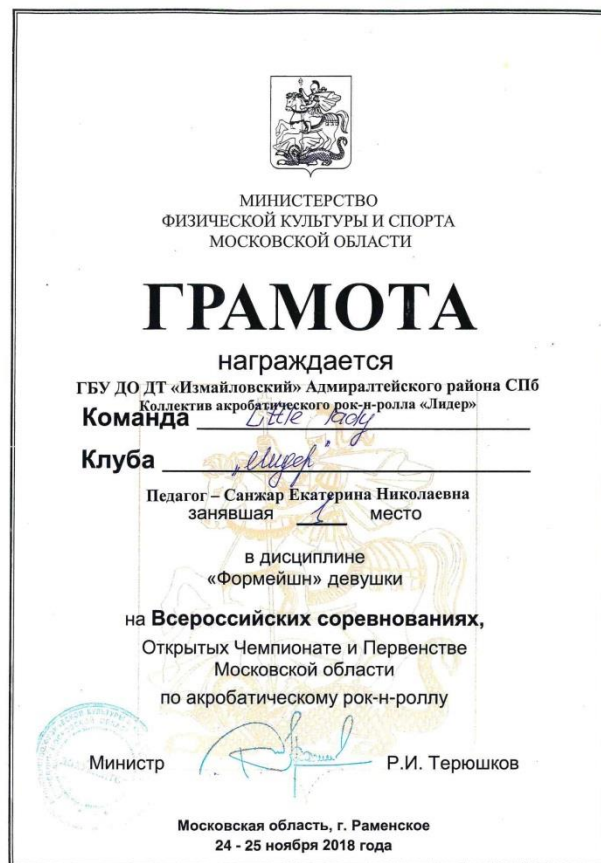 МИНИСТЕРСТВО
ФИЗИЧЕСКОЙ КУЛЬТУРЫ И СПОРТА
МОСКОВСКОЙ ОБЛАСТИ
ГРАМОТА
награждается
ГБУ ДО ДТ «Измайловский» Адмиралтейского района СПб
Коллектив акробатического рок-н-ролла «Лидер»
Команда Little lady
Клуба „Лидер"
Педагог – Санжар Екатерина Николаевна
занявшая 1 место
в дисциплине
«Формейшн» девушки
на Всероссийских соревнованиях,
Открытых Чемпионате и Первенстве
Московской области
по акробатическому рок-н-роллу
Министр Р.И. Терюшков
Московская область, г. Раменское
24 - 25 ноября 2018 года